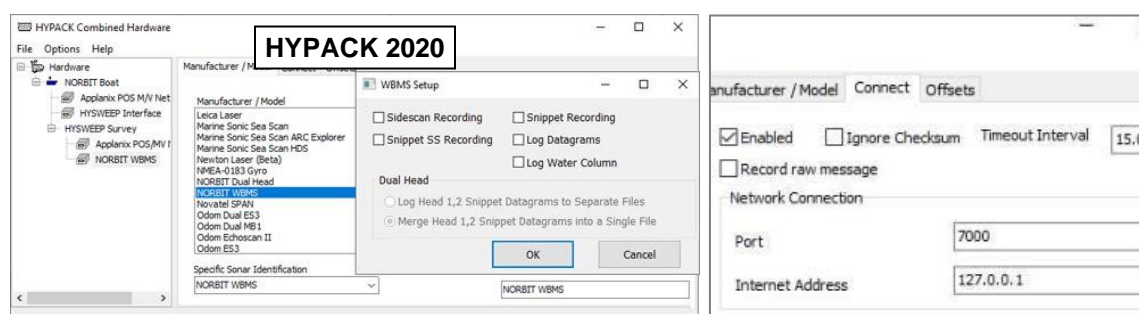 HYPACK Combined Hardware
HYPACK 2020
File Options Help
Hardware
NORBIT Boat
Applanix POS M/V Net
HYSWEEP Interface
HYSWEEP Survey
Applanix POS/MV
NORBIT WBMS
Manufacturer / Model
Leica Laser
Marine Sonic Sea Scan
Marine Sonic Sea Scan ARC Explorer
Marine Sonic Sea Scan HDS
Newton Laser (Beta)
NMEA-0183 Gyro
NORBIT Dual Head
NORBIT WBMS
Novatel SPAN
Odom Dual ES3
Odom Dual MB1
Odom Echoscan II
Odom ES3
Specific Sonar Identification
NORBIT WBMS
NORBIT WBMS
WBMS Setup
Sidescan Recording Snippet Recording
Snippet SS Recording Log Datagrams
Log Water Column
Dual Head
Log Head 1,2 Snippet Datagrams to Separate Files
Merge Head 1,2 Snippet Datagrams into a Single File
OK Cancel
anufacturer / Model Connect Offsets
Enabled Ignore Checksum Timeout Interval 15.0
Record raw message
Network Connection
Port 7000
Internet Address 127.0.0.1